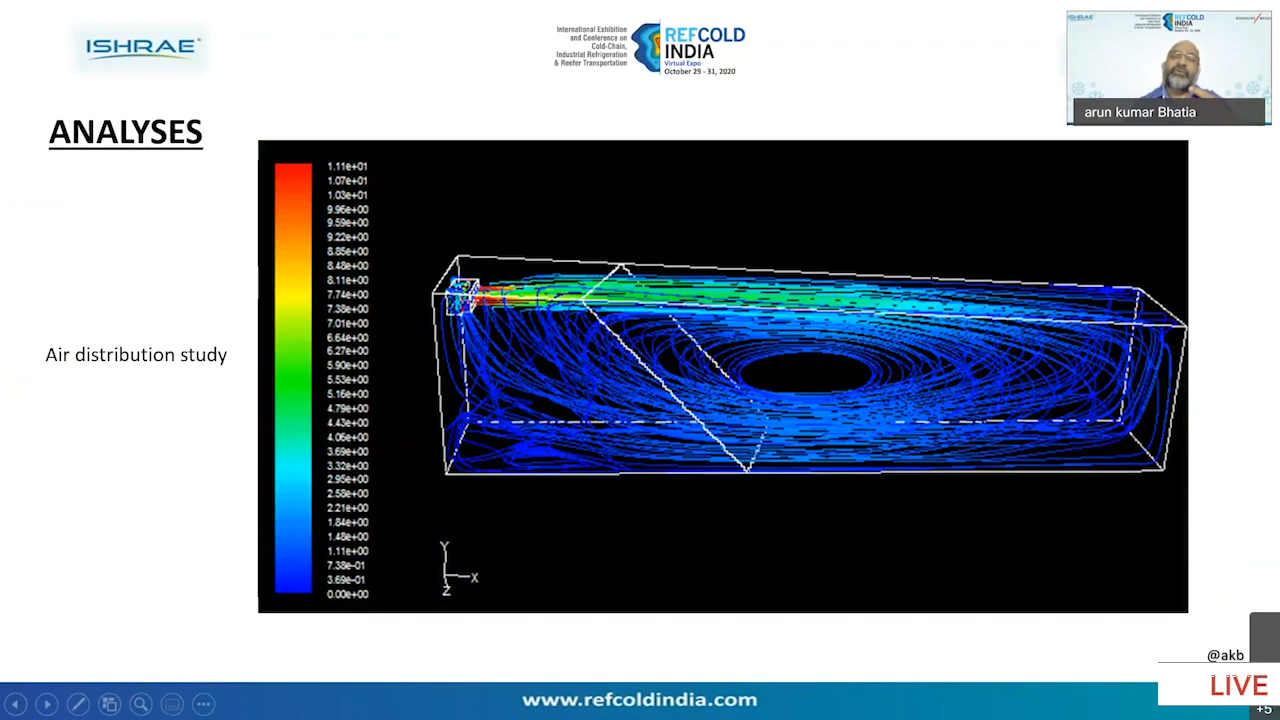 ISHRAE
International Exhibition
and Conference on
Cold-Chain,
Industrial Refrigeration
& Reefer Transportation
REFCOLD
INDIA
Virtual Expo
October 29 - 31, 2020
ISHRAE
REFCOLD
INDIA
arun kumar Bhatia
ANALYSES
1.11e+01
1.07e+01
1.03e+01
9.96e+00
9.59e+00
9.22e+00
8.85e+00
8.48e+00
8.11e+00
7.74e+00
7.38e+00
7.01e+00
6.64e+00
6.27e+00
5.90e+00
5.53e+00
5.16e+00
4.79e+00
4.43e+00
4.06e+00
3.69e+00
3.32e+00
2.95e+00
2.58e+00
2.21e+00
1.84e+00
1.48e+00
1.11e+00
7.38e-01
3.69e-01
0.00e+00
Air distribution study
Y
X
Z
@akb
LIVE
www.refcoldindia.com
+5